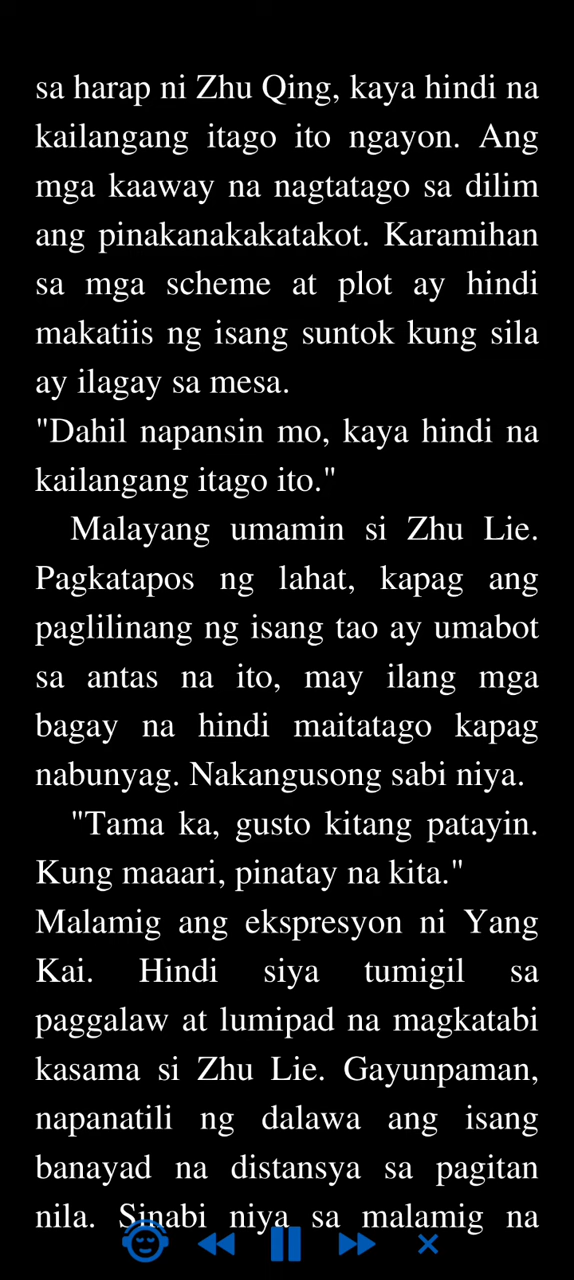 sa harap ni Zhu Qing, kaya hindi na
kailangang itago ito ngayon. Ang
mga kaaway na nagtatago sa dilim
ang pinakanakakatakot. Karamihan
sa mga scheme at plot ay hindi
makatiis ng isang suntok kung sila
ay ilagay sa mesa.
"Dahil napansin mo, kaya hindi na
kailangang itago ito."
Malayang umamin si Zhu Lie.
Pagkatapos ng lahat, kapag ang
paglilinang ng isang tao ay umabot
sa antas na ito, may ilang mga
bagay na hindi maitatago kapag
nabunyag. Nakangusong sabi niya.
"Tama ka, gusto kitang patayin.
Kung maaari, pinatay na kita."
Malamig ang ekspresyon ni Yang
Kai. Hindi siya tumigil sa
paggalaw at lumipad na magkatabi
kasama si Zhu Lie. Gayunpaman,
napanatili ng dalawa ang isang
banayad na distansya sa pagitan
nila. Sinabi niya sa malamig na